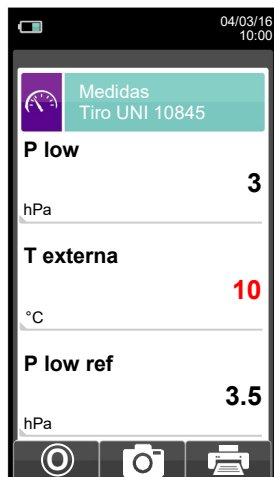 04/03/16
10:00
Medidas
Tiro UNI 10845
P low
3
hPa
T externa
10
°C
P low ref
3.5
hPa